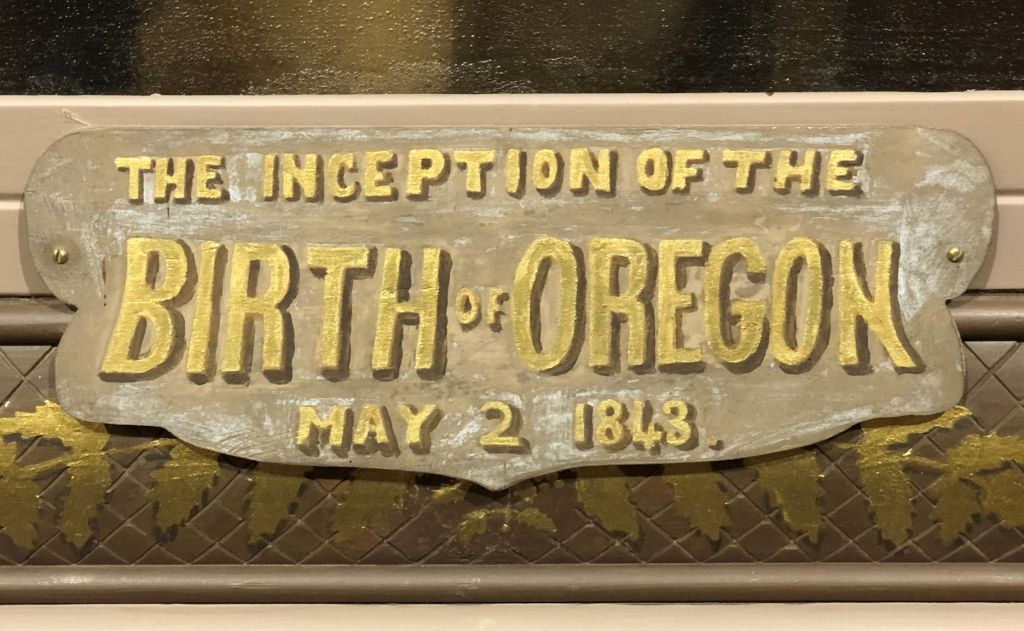 THE INCEPTION OF THE
BIRTH OF OREGON
MAY 2 1843.